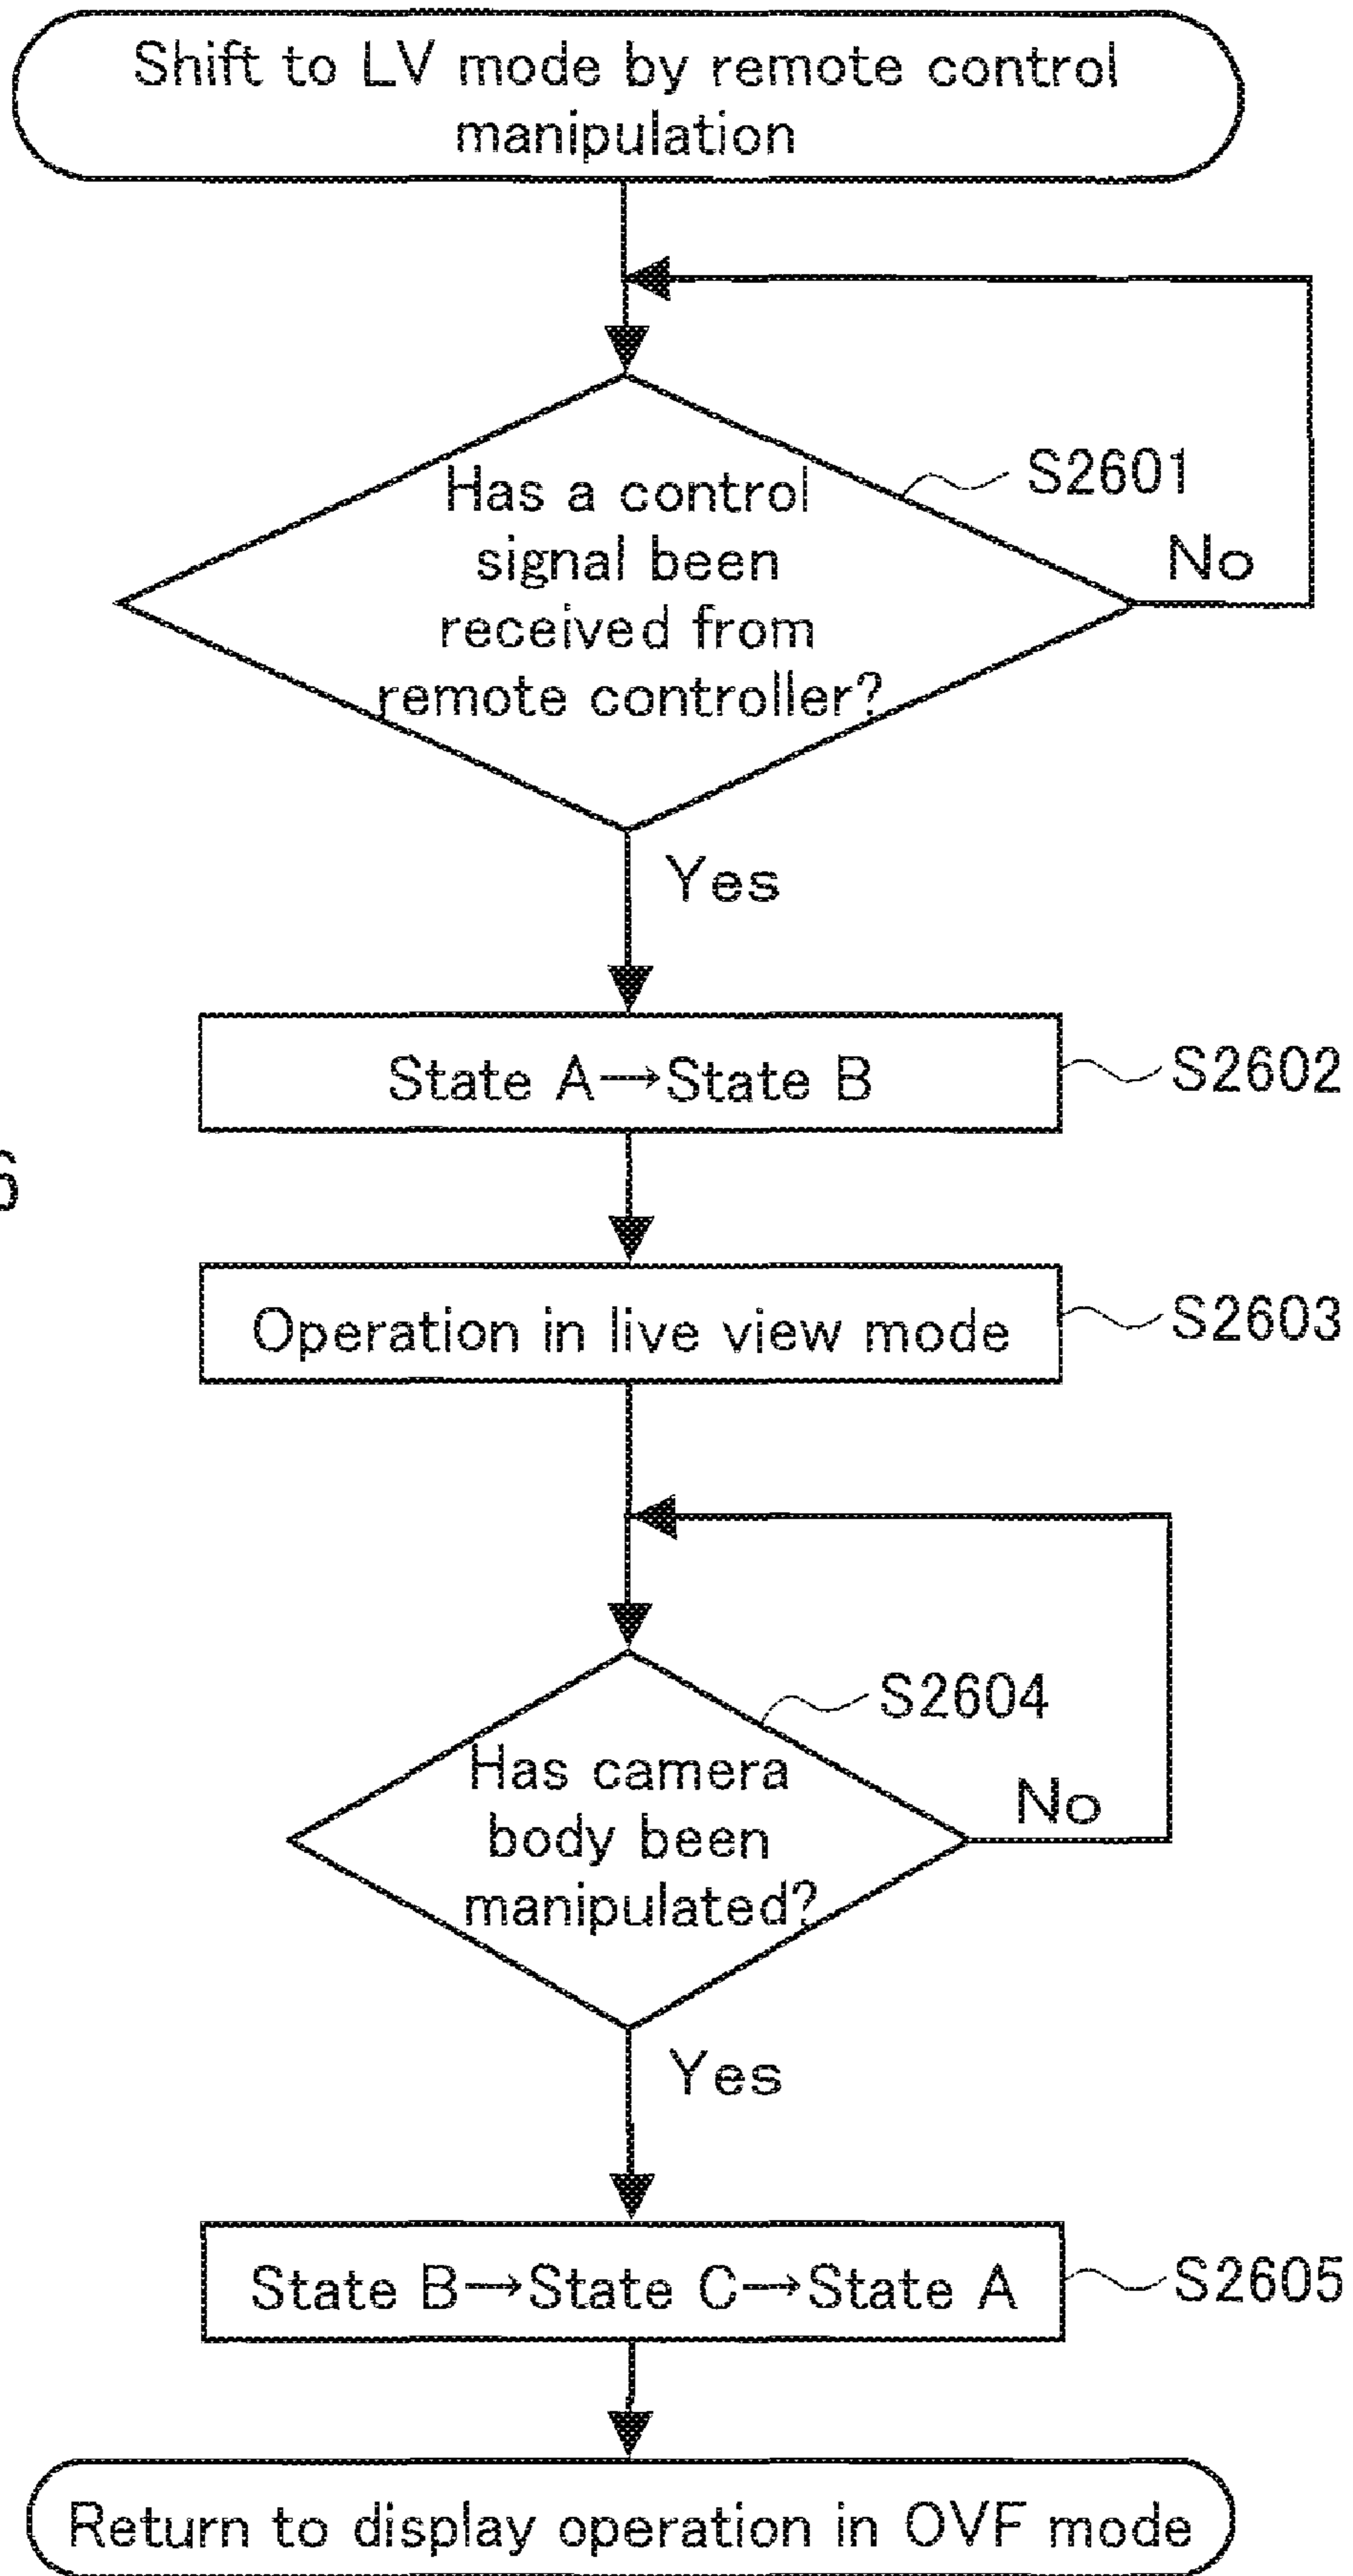 Shift to LV mode by remote control
manipulation
Has a control
signal been
received from
remote controller?
S2601
No
Yes
State A→State B
S2602
Operation in live view mode
S2603
Has camera
body been
manipulated?
S2604
No
Yes
State B→State C→State A
S2605
Return to display operation in OVF mode